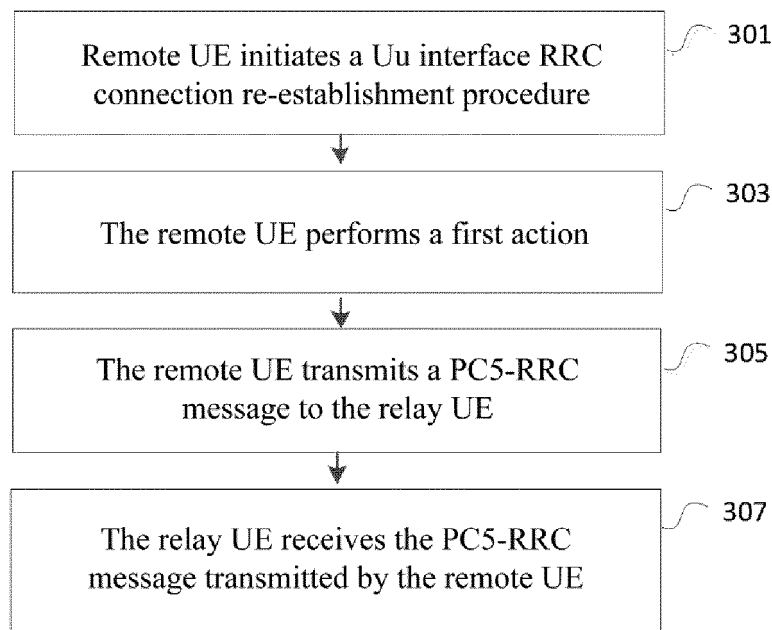 Remote UE initiates a Uu interface RRC
connection re-establishment procedure
301
The remote UE performs a first action
303
The remote UE transmits a PC5-RRC
message to the relay UE
305
The relay UE receives the PC5-RRC
message transmitted by the remote UE
307